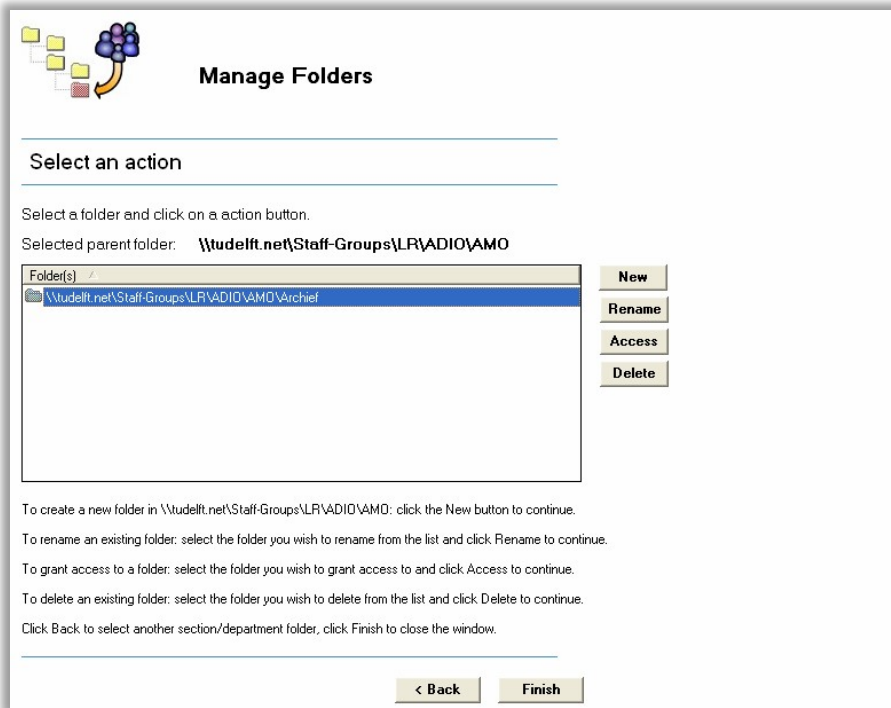 Manage Folders
Select an action
Select a folder and click on a action button.
Selected parent folder: \\tudelft.net\Staff-Groups\LR\ADIO\AMO
Folder(s)
\\tudelft.net\Staff-Groups\LR\ADIO\AMO\Archief
New
Rename
Access
Delete
To create a new folder in \\tudelft.net\Staff-Groups\LR\ADIO\AMO: click the New button to continue.
To rename an existing folder: select the folder you wish to rename from the list and click Rename to continue.
To grant access to a folder: select the folder you wish to grant access to and click Access to continue.
To delete an existing folder: select the folder you wish to delete from the list and click Delete to continue.
Click Back to select another section/department folder, click Finish to close the window.
< Back
Finish